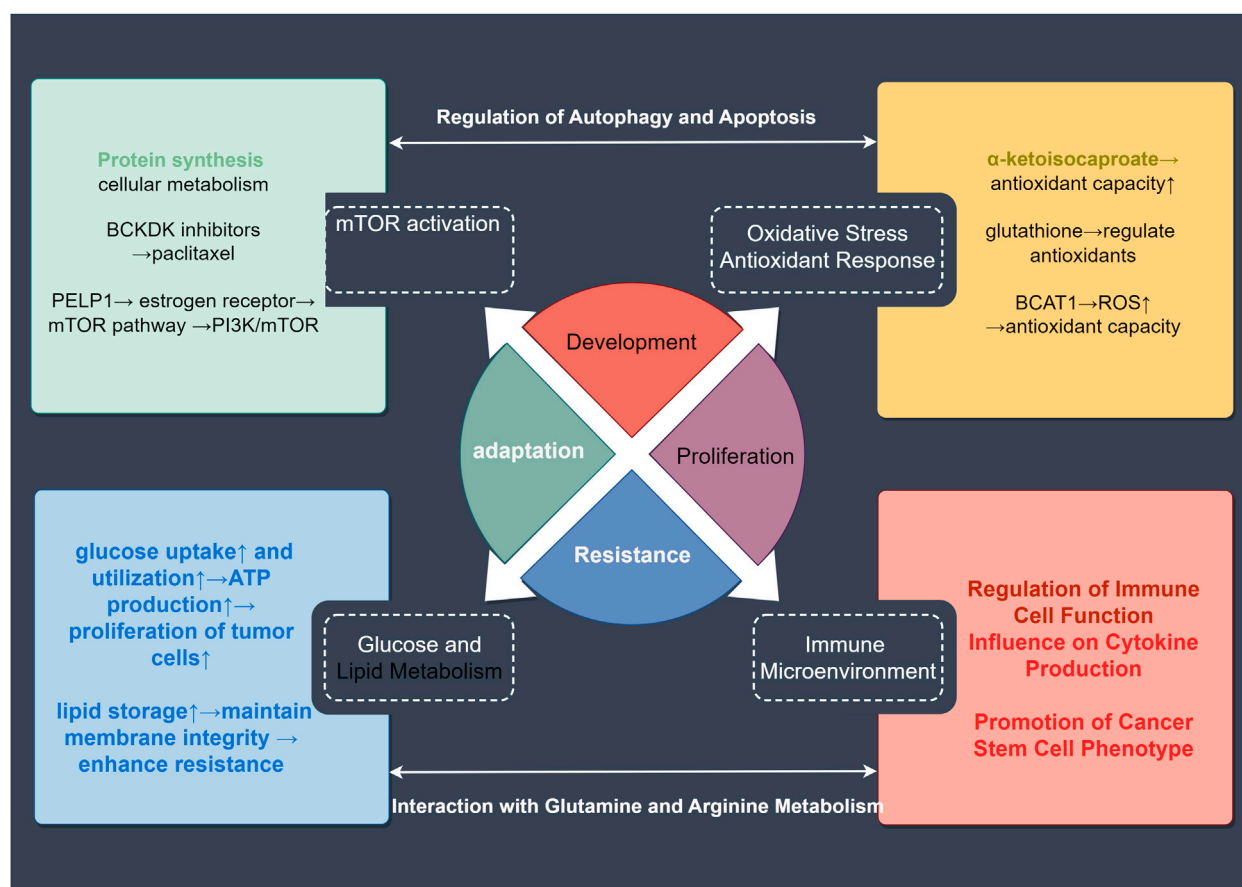 Regulation of Autophagy and Apoptosis
Protein synthesis
cellular metabolism
BCKDK inhibitors
→paclitaxel
PELP1→ estrogen receptor→
mTOR pathway →PI3K/mTOR
mTOR activation
Oxidative Stress
Antioxidant Response
α-ketoisocaproate→
antioxidant capacity↑
glutathione→regulate
antioxidants
BCAT1→ROS↑
→antioxidant capacity
Development
adaptation
Proliferation
Resistance
glucose uptake↑ and
utilization↑→ATP
production↑→
proliferation of tumor
cells↑
lipid storage↑→maintain
membrane integrity →
enhance resistance
Glucose and
Lipid Metabolism
Immune
Microenvironment
Regulation of Immune
Cell Function
Influence on Cytokine
Production
Promotion of Cancer
Stem Cell Phenotype
Interaction with Glutamine and Arginine Metabolism